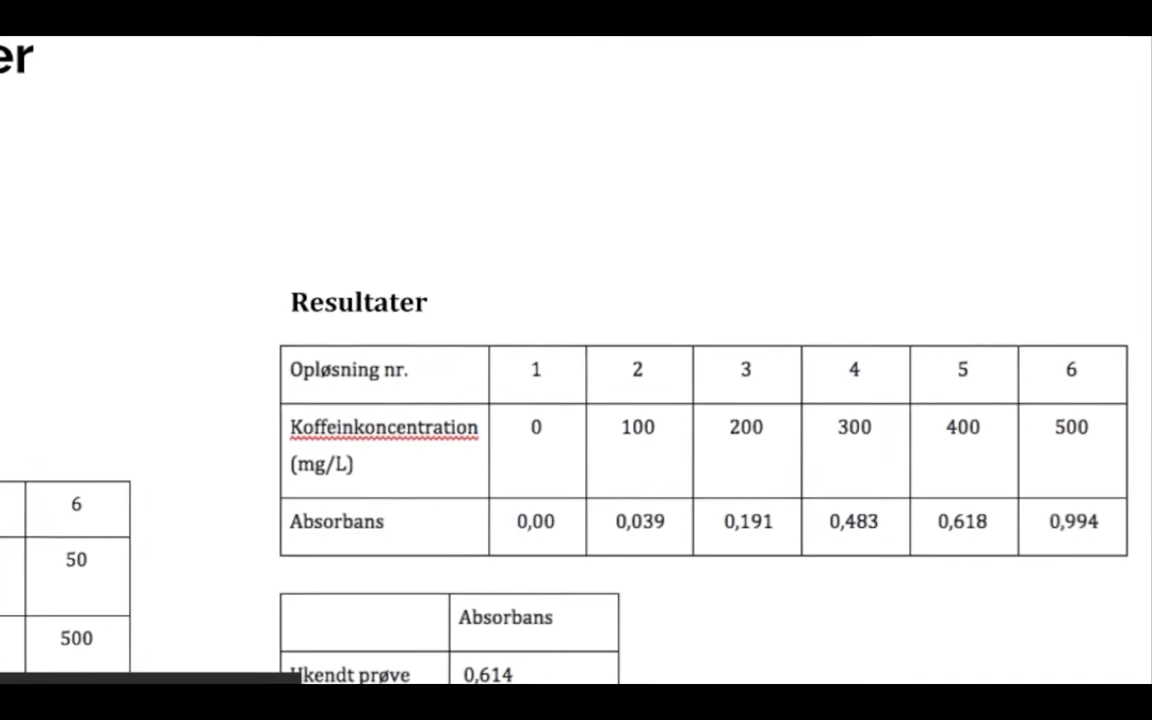 er
Resultater
Opløsning nr. 1 2 3 4 5 6
Koffeinkoncentration 0 100 200 300 400 500
(mg/L)
Absorbans 0,00 0,039 0,191 0,483 0,618 0,994
6
50
500
Absorbans
Ukendt prøve 0,614